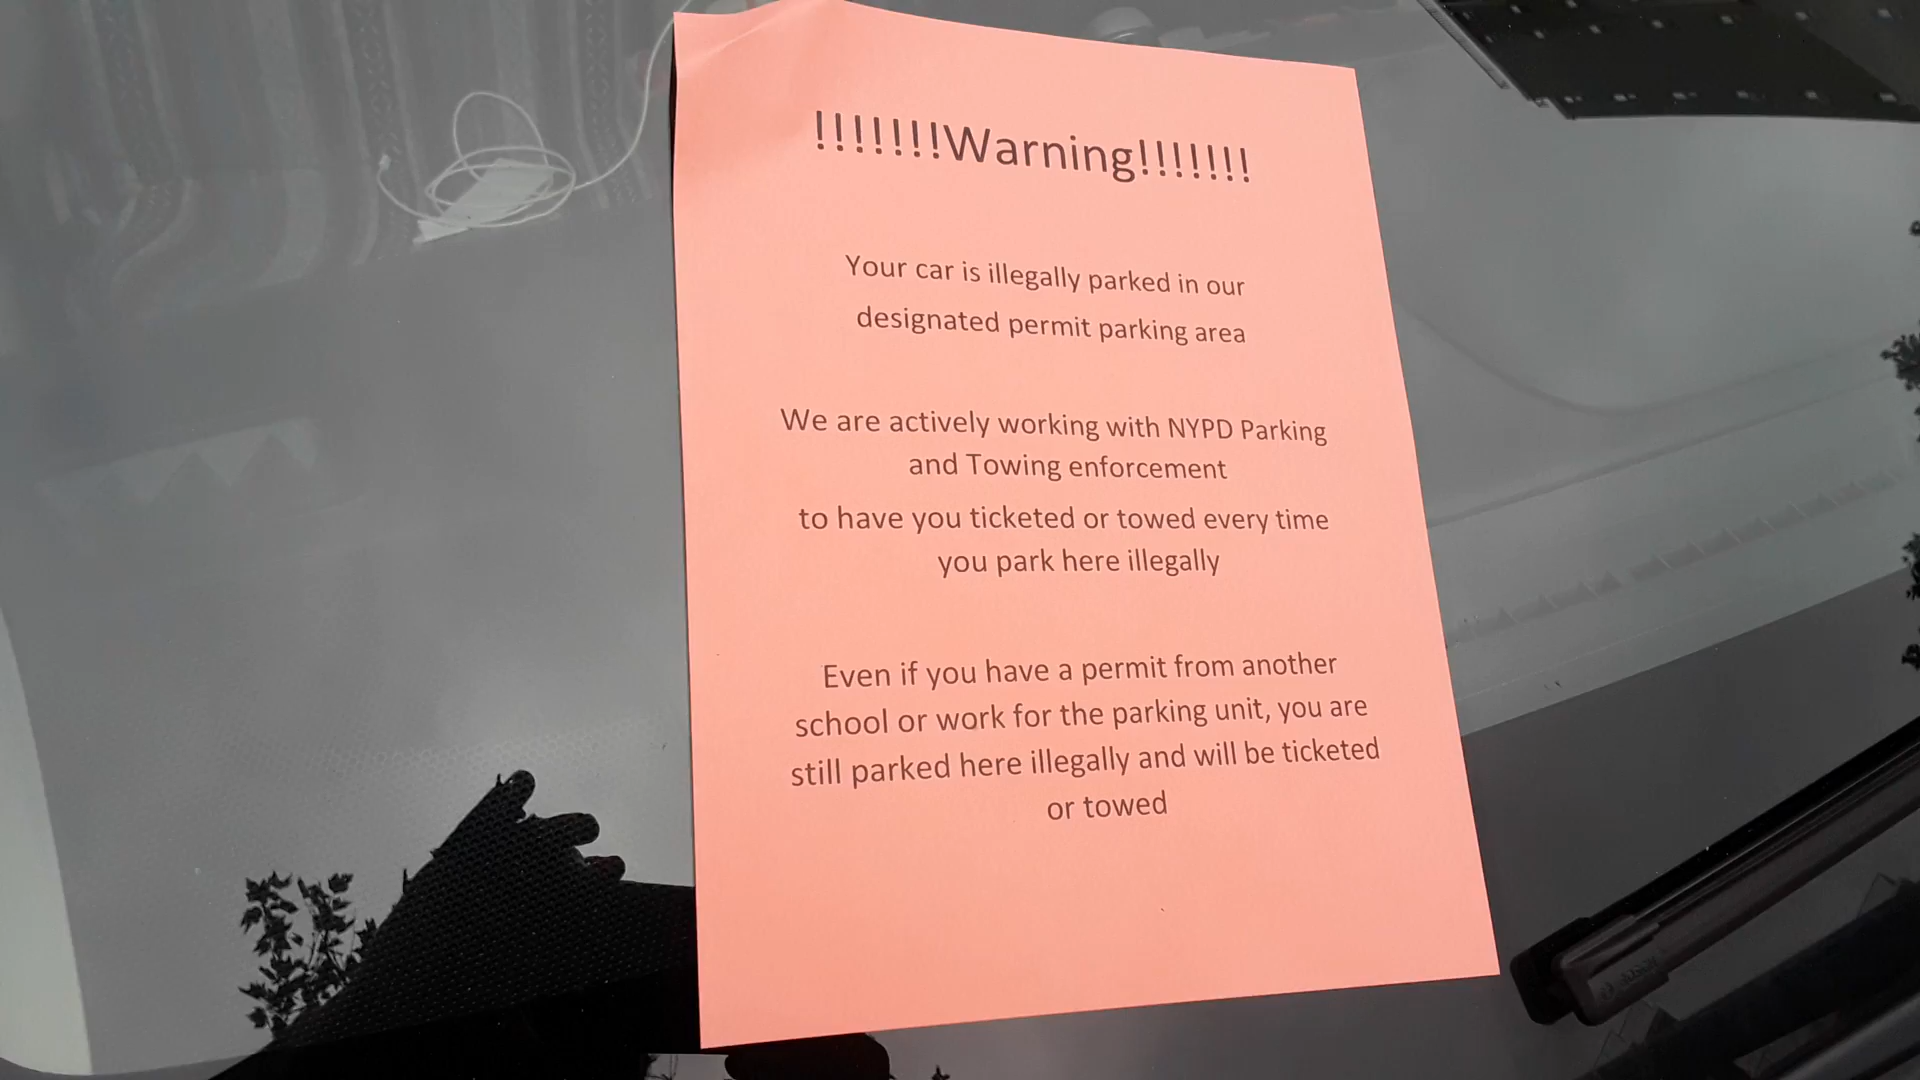 !!!!!!!Warning!!!!!!!
Your car is illegally parked in our
designated permit parking area
We are actively working with NYPD Parking
and Towing enforcement
to have you ticketed or towed every time
you park here illegally
Even if you have a permit from another
school or work for the parking unit, you are
still parked here illegally and will be ticketed
or towed